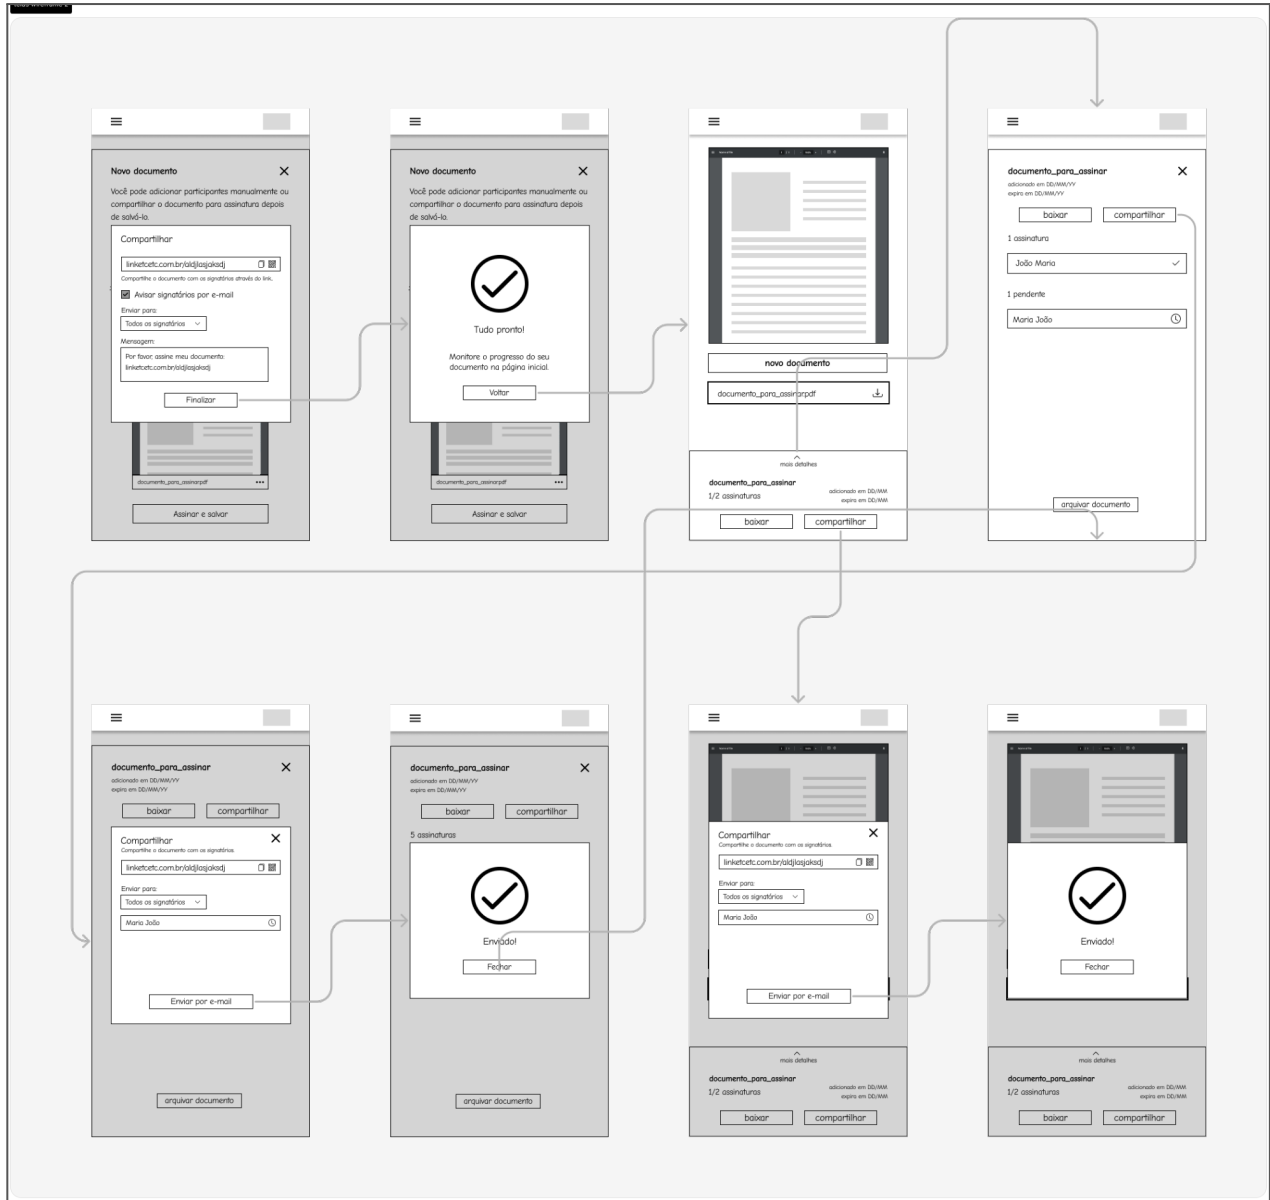 Novo documento
Você pode adicionar participantes manualmente ou
compartilhar o documento para assinatura depois
de salvá-lo.
Compartilhar
linketcetc.com.br/aldjlasjaksdj
Compartilhe o documento com os signatários através do link.
Avisar signatários por e-mail
Enviar para:
Todos os signatários
Mensagem:
Por favor, assine meu documento:
linketcetc.com.br/aldjlasjaksdj
Finalizar
documento_para_assinar.pdf
Assinar e salvar
Novo documento
Você pode adicionar participantes manualmente ou
compartilhar o documento para assinatura depois
de salvá-lo.
Tudo pronto!
Monitore o progresso do seu
documento na página inicial.
Voltar
documento_para_assinar.pdf
Assinar e salvar
novo documento
documento_para_assinar.pdf
mais detalhes
documento_para_assinar
1/2 assinaturas
adicionado em DD/MM
expira em DD/MM
baixar
compartilhar
documento_para_assinar
adicionado em DD/MM/YY
expira em DD/MM/YY
baixar
compartilhar
1 assinatura
João Maria
1 pendente
Maria João
arquivar documento
documento_para_assinar
adicionado em DD/MM/YY
expira em DD/MM/YY
baixar
compartilhar
Compartilhar
Compartilhe o documento com os signatários.
linketcetc.com.br/aldjlasjaksdj
Enviar para:
Todos os signatários
Maria João
Enviar por e-mail
arquivar documento
documento_para_assinar
adicionado em DD/MM/YY
expira em DD/MM/YY
baixar
compartilhar
5 assinaturas
Enviado!
Fechar
arquivar documento
Compartilhar
Compartilhe o documento com os signatários.
linketcetc.com.br/aldjlasjaksdj
Enviar para:
Todos os signatários
Maria João
Enviar por e-mail
mais detalhes
documento_para_assinar
1/2 assinaturas
adicionado em DD/MM
expira em DD/MM
baixar
compartilhar
Enviado!
Fechar
mais detalhes
documento_para_assinar
1/2 assinaturas
adicionado em DD/MM
expira em DD/MM
baixar
compartilhar